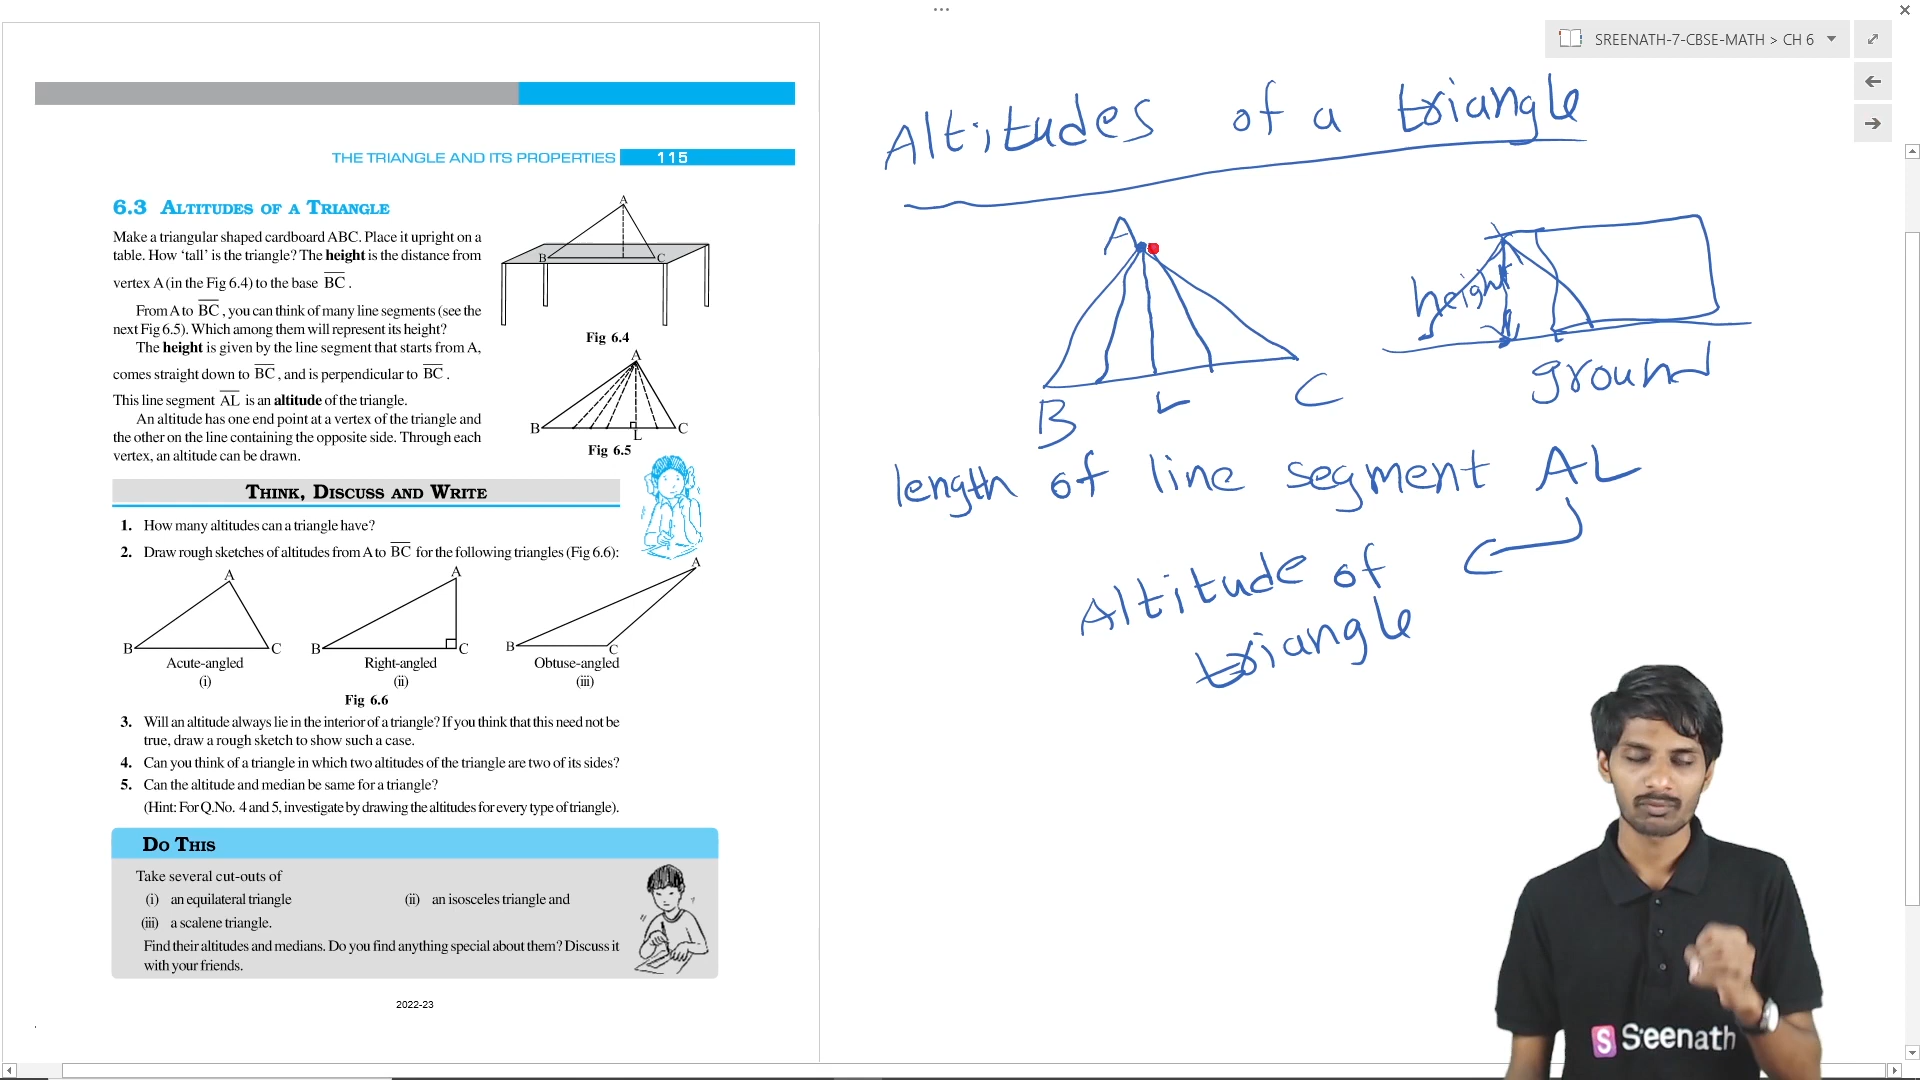 SREENATH-7-CBSE-MATH > CH 6
THE TRIANGLE AND ITS PROPERTIES 115
6.3 ALTITUDES OF A TRIANGLE
Make a triangular shaped cardboard ABC. Place it upright on a
table. How ‘tall’ is the triangle? The height is the distance from
vertex A (in the Fig 6.4) to the base BC .
From A to BC , you can think of many line segments (see the
next Fig 6.5). Which among them will represent its height?
The height is given by the line segment that starts from A,
comes straight down to BC , and is perpendicular to BC .
This line segment AL is an altitude of the triangle.
An altitude has one end point at a vertex of the triangle and
the other on the line containing the opposite side. Through each
vertex, an altitude can be drawn.
A
B
C
Fig 6.4
A
B
C
L
Fig 6.5
THINK, DISCUSS AND WRITE
1. How many altitudes can a triangle have?
2. Draw rough sketches of altitudes from A to BC for the following triangles (Fig 6.6):
A
A
A
B
C
B
C
B
C
Acute-angled
Right-angled
Obtuse-angled
(i)
(ii)
(iii)
Fig 6.6
3. Will an altitude always lie in the interior of a triangle? If you think that this need not be
true, draw a rough sketch to show such a case.
4. Can you think of a triangle in which two altitudes of the triangle are two of its sides?
5. Can the altitude and median be same for a triangle?
(Hint: For Q.No. 4 and 5, investigate by drawing the altitudes for every type of triangle).
DO THIS
Take several cut-outs of
(i) an equilateral triangle
(ii) an isosceles triangle and
(iii) a scalene triangle.
Find their altitudes and medians. Do you find anything special about them? Discuss it
with your friends.
2022-23
Altitudes of a triangle
A
B
L
C
height
ground
length of line segment AL
Altitude of
triangle
S Seenath